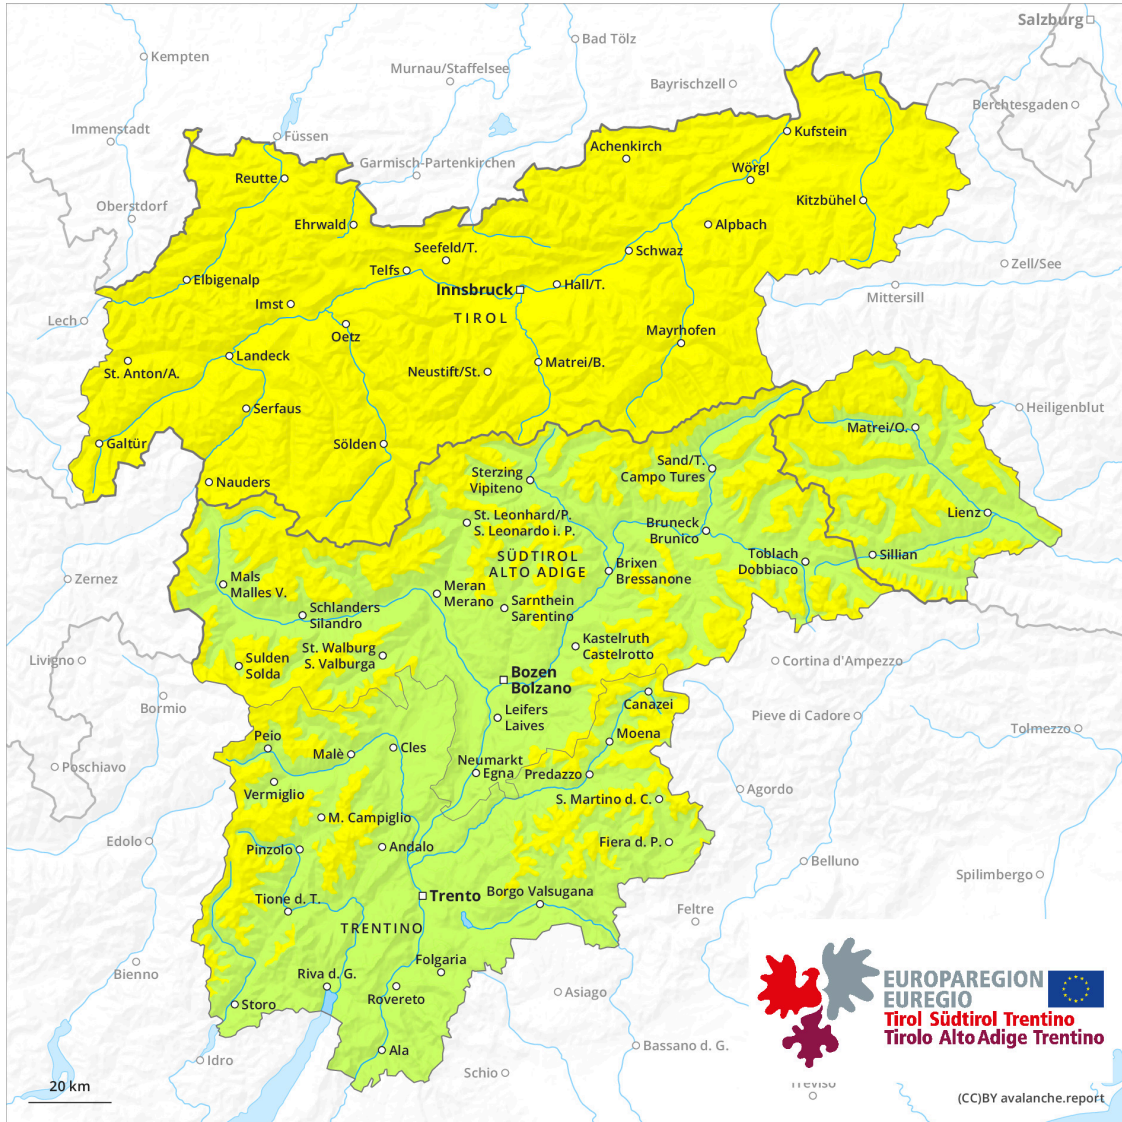 Salzburg
Bad Tölz
Kempten
Murnau/Staffelsee
Bayrischzell
Berchtesgaden
Immenstadt
Füssen
Kufstein
Achenkirch
Garmisch-Partenkirchen
Wörgl
Reutte
Kitzbühel
Oberstdorf
Ehrwald
Alpbach
Seefeld/T.
Schwaz
Telfs
Zell/See
Elbigenalp
Innsbruck
Hall/T.
Mittersill
Imst
TIROL
Lech
Oetz
Mayrhofen
Landeck
Matrei/B.
St. Anton/A.
Neustift/St.
Serfaus
Heiligenblut
Matrei/O.
Galtür
Sölden
Sand/T.
Campo Tures
Sterzing
Vipiteno
Nauders
Lienz
St. Leonhard/P.
S. Leonardo i. P.
Bruneck
Brunico
SÜDTIROL
ALTO ADIGE
Toblach
Dobbiaco
Sillian
Brixen
Bressanone
Zernez
Mals
Malles V.
Meran
Merano
Sarnthein
Sarentino
Schlanders
Silandro
Kastelruth
Castelrotto
St. Walburg
S. Valburga
Livigno
Sulden
Solda
Cortina d'Ampezzo
Bozen
Bolzano
Bormio
Canazei
Leifers
Laives
Pieve di Cadore
Tolmezzo
Peio
Moena
Malè
Cles
Neumarkt
Egna
Poschiavo
Predazzo
Vermiglio
Agordo
S. Martino d. C.
M. Campiglio
Edolo
Pinzolo
Andalo
Fiera d. P.
Belluno
Spilimbergo
Trento
Borgo Valsugana
Tione d. T.
Feltre
TRENTINO
Folgaria
Bienno
Riva d. G.
Rovereto
Asiago
Storo
EUROPAREGION
EUREGIO
Tirol Südtirol Trentino
Tirolo Alto Adige Trentino
Idro
Ala
Bassano d. G.
Schio
20 km
Treviso
(CC)BY avalanche.report